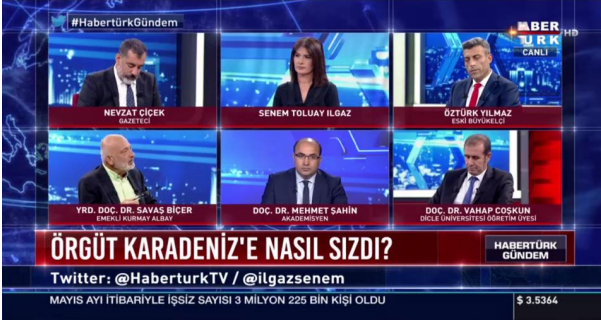 #HabertürkGündem
HABER
TÜRK HD
CANLI
NEVZAT ÇİÇEK
GAZETECİ
SENEM TOLUAY ILGAZ
ÖZTÜRK YILMAZ
ESKİ BÜYÜKELÇİ
YRD. DOÇ. DR. SAVAŞ BİÇER
EMEKLİ KURMAY ALBAY
DOÇ. DR. MEHMET ŞAHİN
AKADEMİSYEN
DOÇ. DR. VAHAP COŞKUN
DİCLE ÜNİVERSİTESİ ÖĞRETİM ÜYESİ
ÖRGÜT KARADENİZ'E NASIL SIZDI?
HABERTÜRK
GÜNDEM
Twitter: @HaberturkTV / @ilgazsenem
MAYIS AYI İTİBARİYLE İŞSİZ SAYISI 3 MİLYON 225 BİN KİŞİ OLDU
$ 3.5364